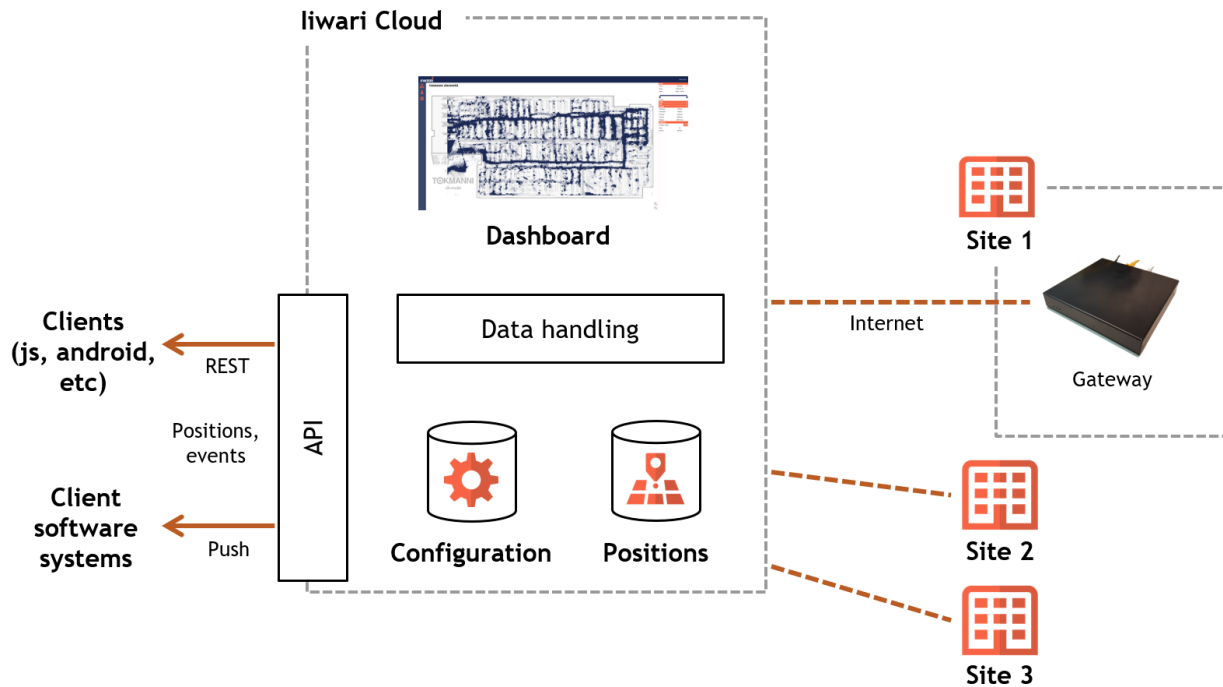 Iiwari Cloud
TOKMANNI
Dashboard
Site 1
Clients
(js, android,
etc)
REST
Data handling
Internet
Gateway
Positions,
events
API
Client
software
systems
Push
Configuration
Positions
Site 2
Site 3